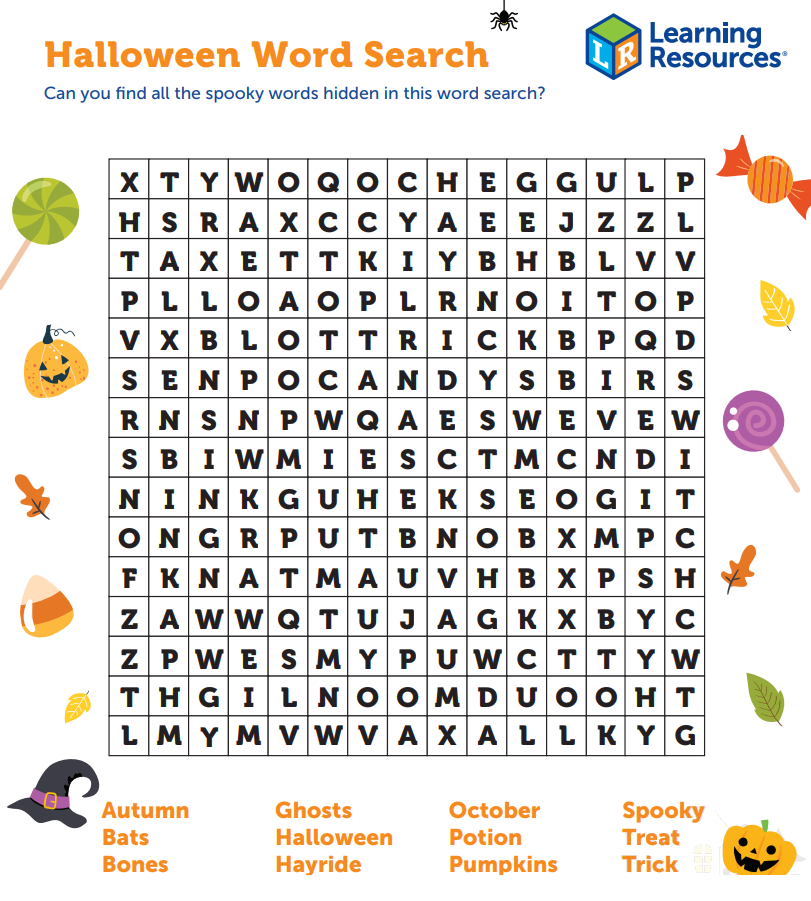 Halloween Word Search
Learning
Resources®
Can you find all the spooky words hidden in this word search?
X T Y W O Q O C H E G G U L P
H S R A X C C Y A E E J Z Z L
T A X E T T K I Y B H B L V V
P L L O A O P L R N O I T O P
V X B L O T T R I C K B P Q D
S E N P O C A N D Y S B I R S
R N S N P W Q A E S W E V E W
S B I W M I E S C T M C N D I
N I N K G U H E K S E O G I T
O N G R P U T B N O B X M P C
F K N A T M A U V H B X P S H
Z A W W Q T U J A G K X B Y C
Z P W E S M Y P U W C T T Y W
T H G I L N O O M D U O O H T
L M Y M V W V A X A L L K Y G
Autumn Ghosts October Spooky
Bats Halloween Potion Treat
Bones Hayride Pumpkins Trick